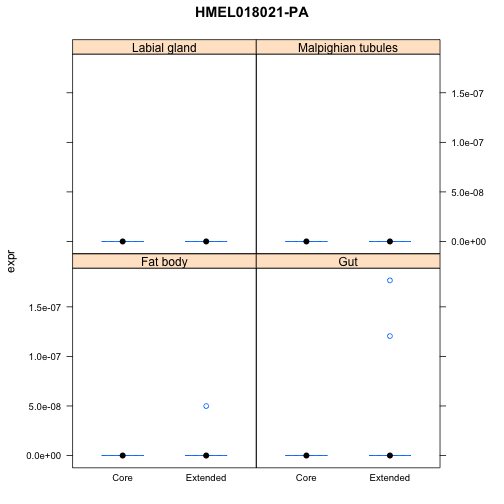 HMEL018021-PA
Labial gland Malpighian tubules
1.5e-07
1.0e-07
5.0e-08
0.0e+00
expr
Fat body Gut
1.5e-07
1.0e-07
5.0e-08
0.0e+00
Core Extended Core Extended